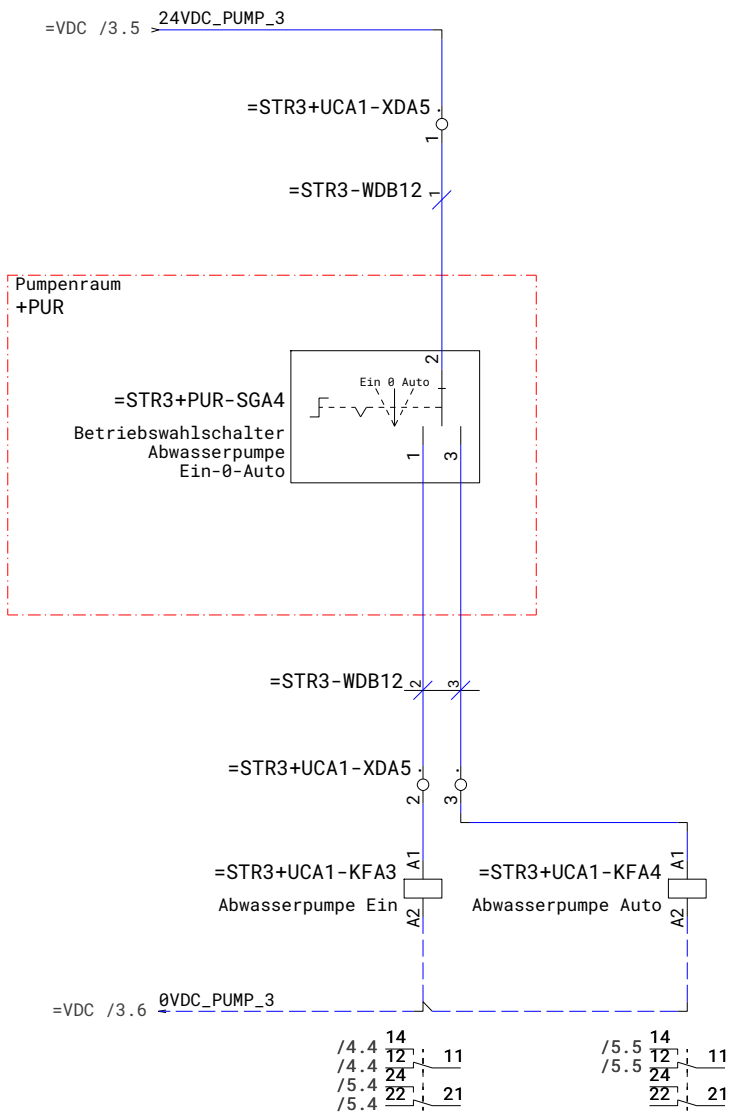 24VDC_PUMP_3
=VDC /3.5
=STR3+UCA1-XDA5
1
=STR3-WDB12
1
Pumpenraum
+PUR
2
Ein 0 Auto
=STR3+PUR-SGA4
Betriebswahlschalter
Abwasserpumpe
Ein-0-Auto
1
3
=STR3-WDB12
2
3
=STR3+UCA1-XDA5
2
3
=STR3+UCA1-KFA3
A1
Abwasserpumpe Ein
A2
=STR3+UCA1-KFA4
A1
Abwasserpumpe Auto
A2
0VDC_PUMP_3
=VDC /3.6
/4.4 14
/4.4 12 11
/5.4 24
/5.4 22 21
/5.5 14
/5.5 12 11
24
22 21